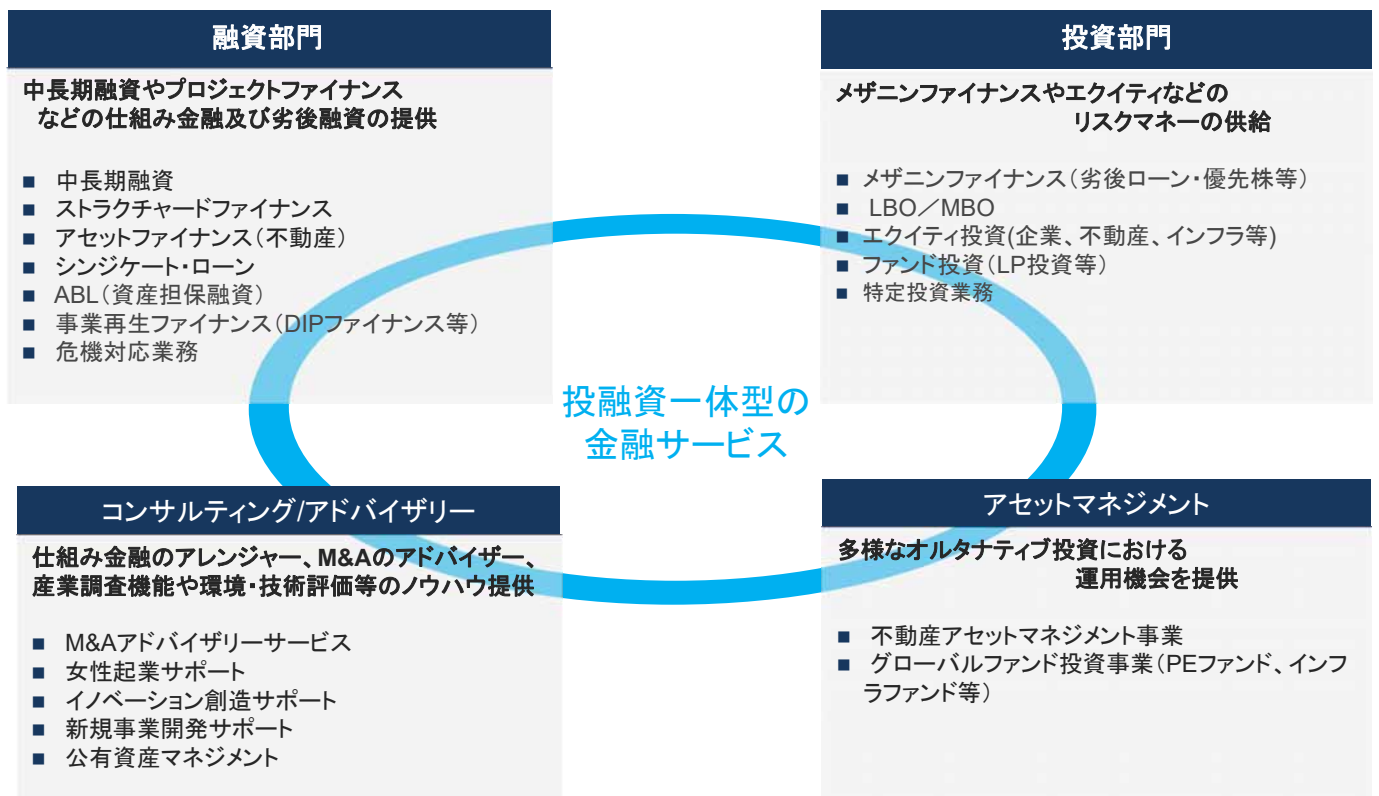 融資部門
中長期融資やプロジェクトファイナンス
などの仕組み金融及び劣後融資の提供
■ 中長期融資
■ ストラクチャードファイナンス
■ アセットファイナンス（不動産）
■ シンジケート・ローン
■ ABL（資産担保融資）
■ 事業再生ファイナンス（DIPファイナンス等）
■ 危機対応業務
投資部門
メザニンファイナンスやエクイティなどの
リスクマネーの供給
■ メザニンファイナンス（劣後ローン・優先株等）
■ LBO／MBO
■ エクイティ投資(企業、不動産、インフラ等)
■ ファンド投資（LP投資等）
■ 特定投資業務
投融資一体型の
金融サービス
コンサルティング/アドバイザリー
仕組み金融のアレンジャー、M&Aのアドバイザー、
産業調査機能や環境・技術評価等のノウハウ提供
■ M&Aアドバイザリーサービス
■ 女性起業サポート
■ イノベーション創造サポート
■ 新規事業開発サポート
■ 公有資産マネジメント
アセットマネジメント
多様なオルタナティブ投資における
運用機会を提供
■ 不動産アセットマネジメント事業
■ グローバルファンド投資事業（PEファンド、インフ
ラファンド等）